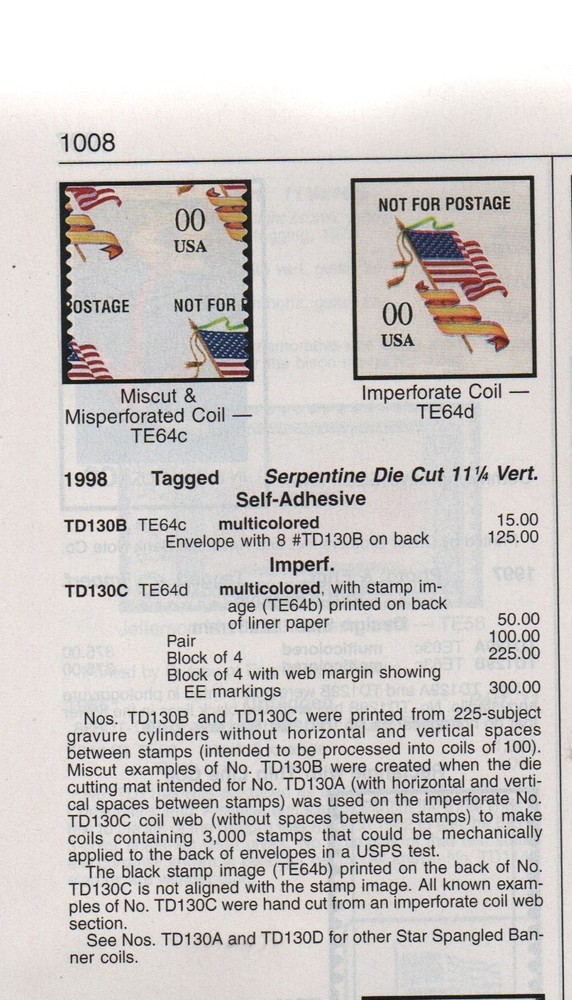 1008
00
USA
OSTAGE NOT FOR
Miscut &
Misperforated Coil —
TE64c
NOT FOR POSTAGE
00
USA
Imperforate Coil —
TE64d
1998 Tagged Serpentine Die Cut 11¼ Vert.
Self-Adhesive
TD130B TE64c multicolored 15.00
Envelope with 8 #TD130B on back 125.00
Imperf.
TD130C TE64d multicolored, with stamp im-
age (TE64b) printed on back
of liner paper 50.00
Pair 100.00
Block of 4 225.00
Block of 4 with web margin showing
EE markings 300.00
Nos. TD130B and TD130C were printed from 225-subject
gravure cylinders without horizontal and vertical spaces
between stamps (intended to be processed into coils of 100).
Miscut examples of No. TD130B were created when the die
cutting mat intended for No. TD130A (with horizontal and verti-
cal spaces between stamps) was used on the imperforate No.
TD130C coil web (without spaces between stamps) to make
coils containing 3,000 stamps that could be mechanically
applied to the back of envelopes in a USPS test.
The black stamp image (TE64b) printed on the back of No.
TD130C is not aligned with the stamp image. All known exam-
ples of No. TD130C were hand cut from an imperforate coil web
section.
See Nos. TD130A and TD130D for other Star Spangled Ban-
ner coils.